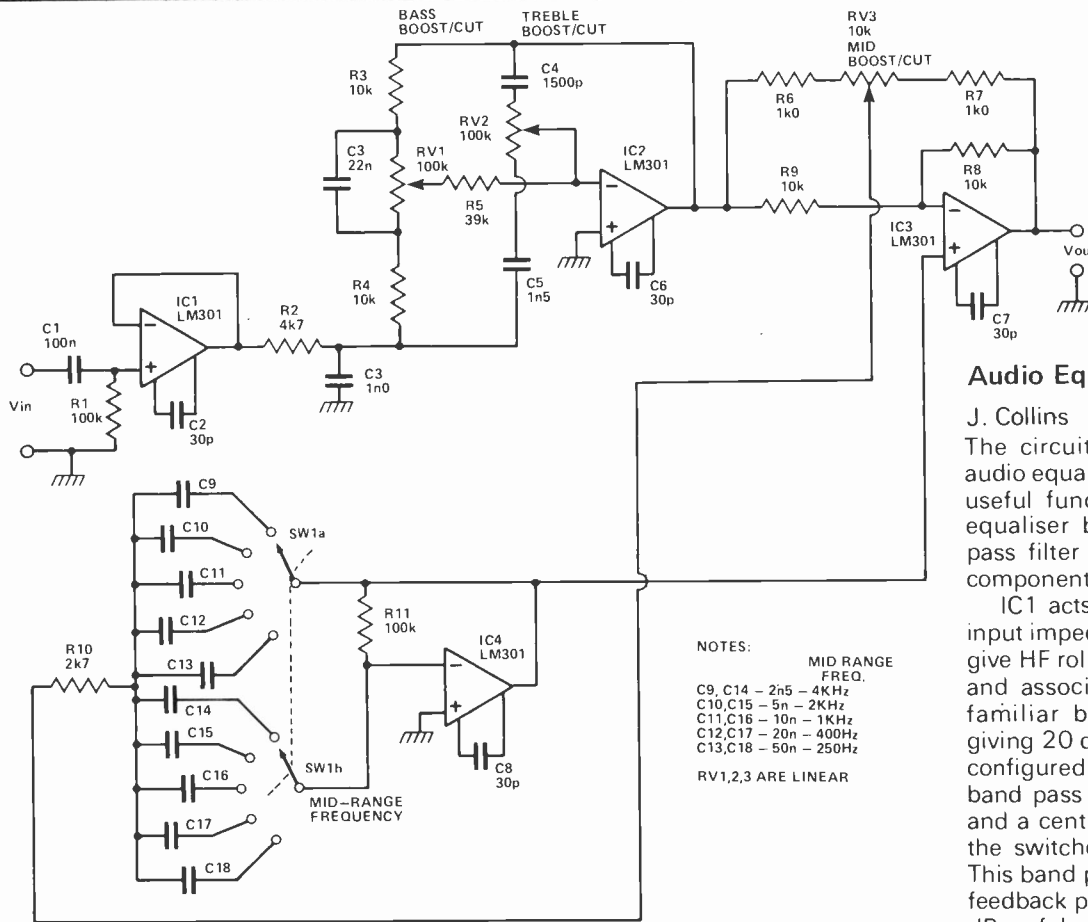 BASS
BOOST/CUT
TREBLE
BOOST/CUT
RV3
10k
MID
BOOST/CUT
R3
10k
C4
1500p
R6
1k0
R7
1k0
C3
22n
RV1
100k
RV2
100k
R5
39k
IC2
LM301
R9
10k
R8
10k
IC3
LM301
C1
100n
IC1
LM301
R2
4k7
R4
10k
C5
1n5
C6
30p
C7
30p
Vin
R1
100k
C2
30p
C3
1n0
C9
C10
C11
C12
C13
C14
C15
C16
C17
C18
SW1a
SW1b
MID-RANGE
FREQUENCY
R10
2k7
R11
100k
IC4
LM301
C8
30p
NOTES:
MID RANGE
FREQ.
C9, C14 – 2n5 – 4KHz
C10,C15 – 5n – 2KHz
C11,C16 – 10n – 1KHz
C12,C17 – 20n – 400Hz
C13,C18 – 50n – 250Hz
RV1,2,3 ARE LINEAR
Audio Eq
J. Collins
The circuit
audio equa
useful func
equaliser b
pass filter
component
IC1 acts
input imped
give HF rol
and associ
familiar b
giving 20 d
configured
band pass
and a cent
the switche
This band p
feedback p